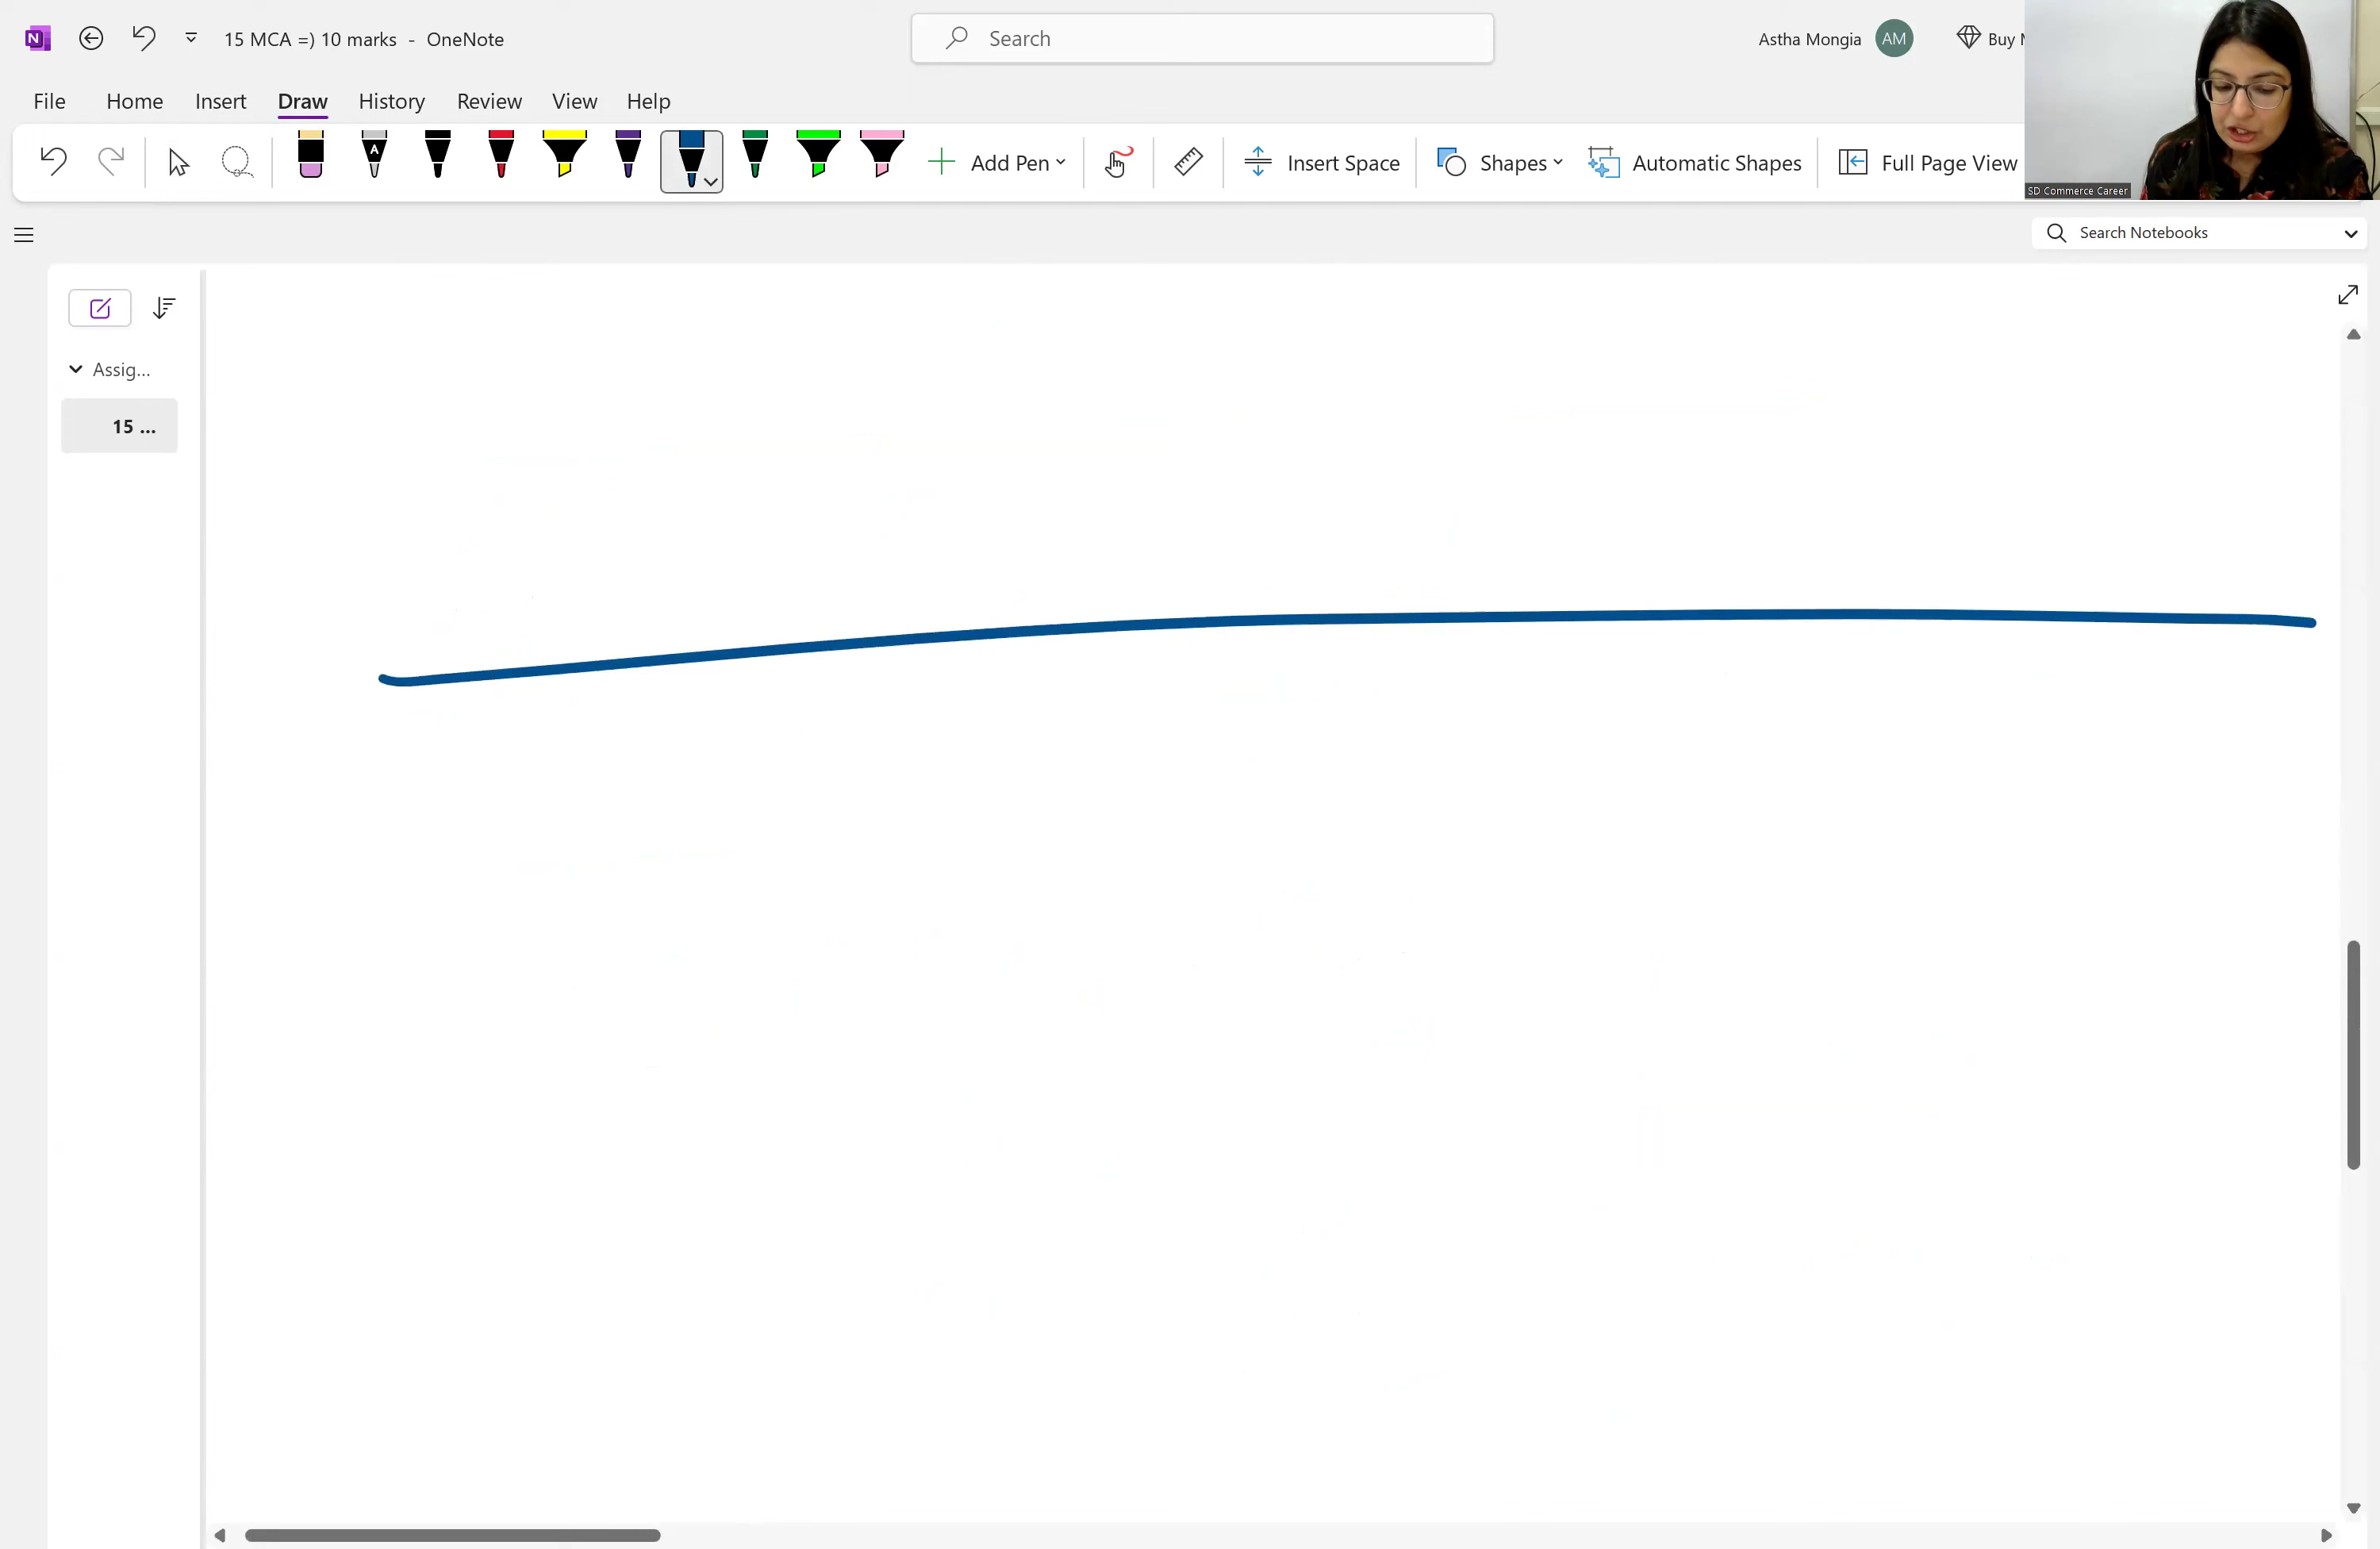 15 MCA =) 10 marks - OneNote
Search
Astha Mongia
AM
Buy
File Home Insert Draw History Review View Help
Add Pen
Insert Space
Shapes
Automatic Shapes
Full Page View
SD Commerce Career
Search Notebooks
Assig...
15 ...